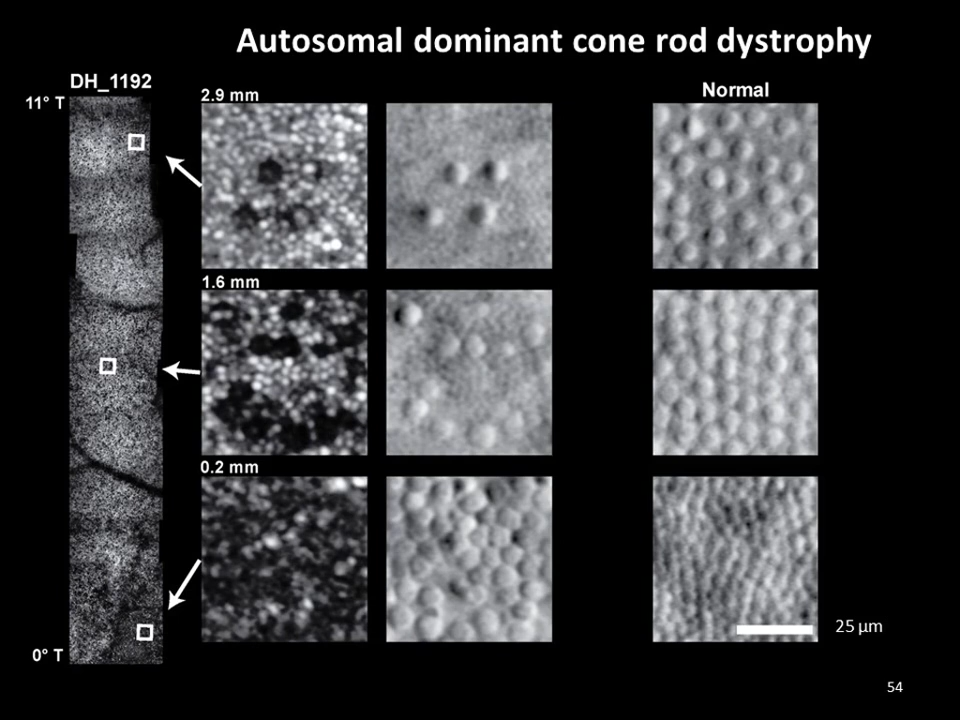 Autosomal dominant cone rod dystrophy
DH_1192
11° T
2.9 mm
Normal
1.6 mm
0.2 mm
25 µm
0° T
54